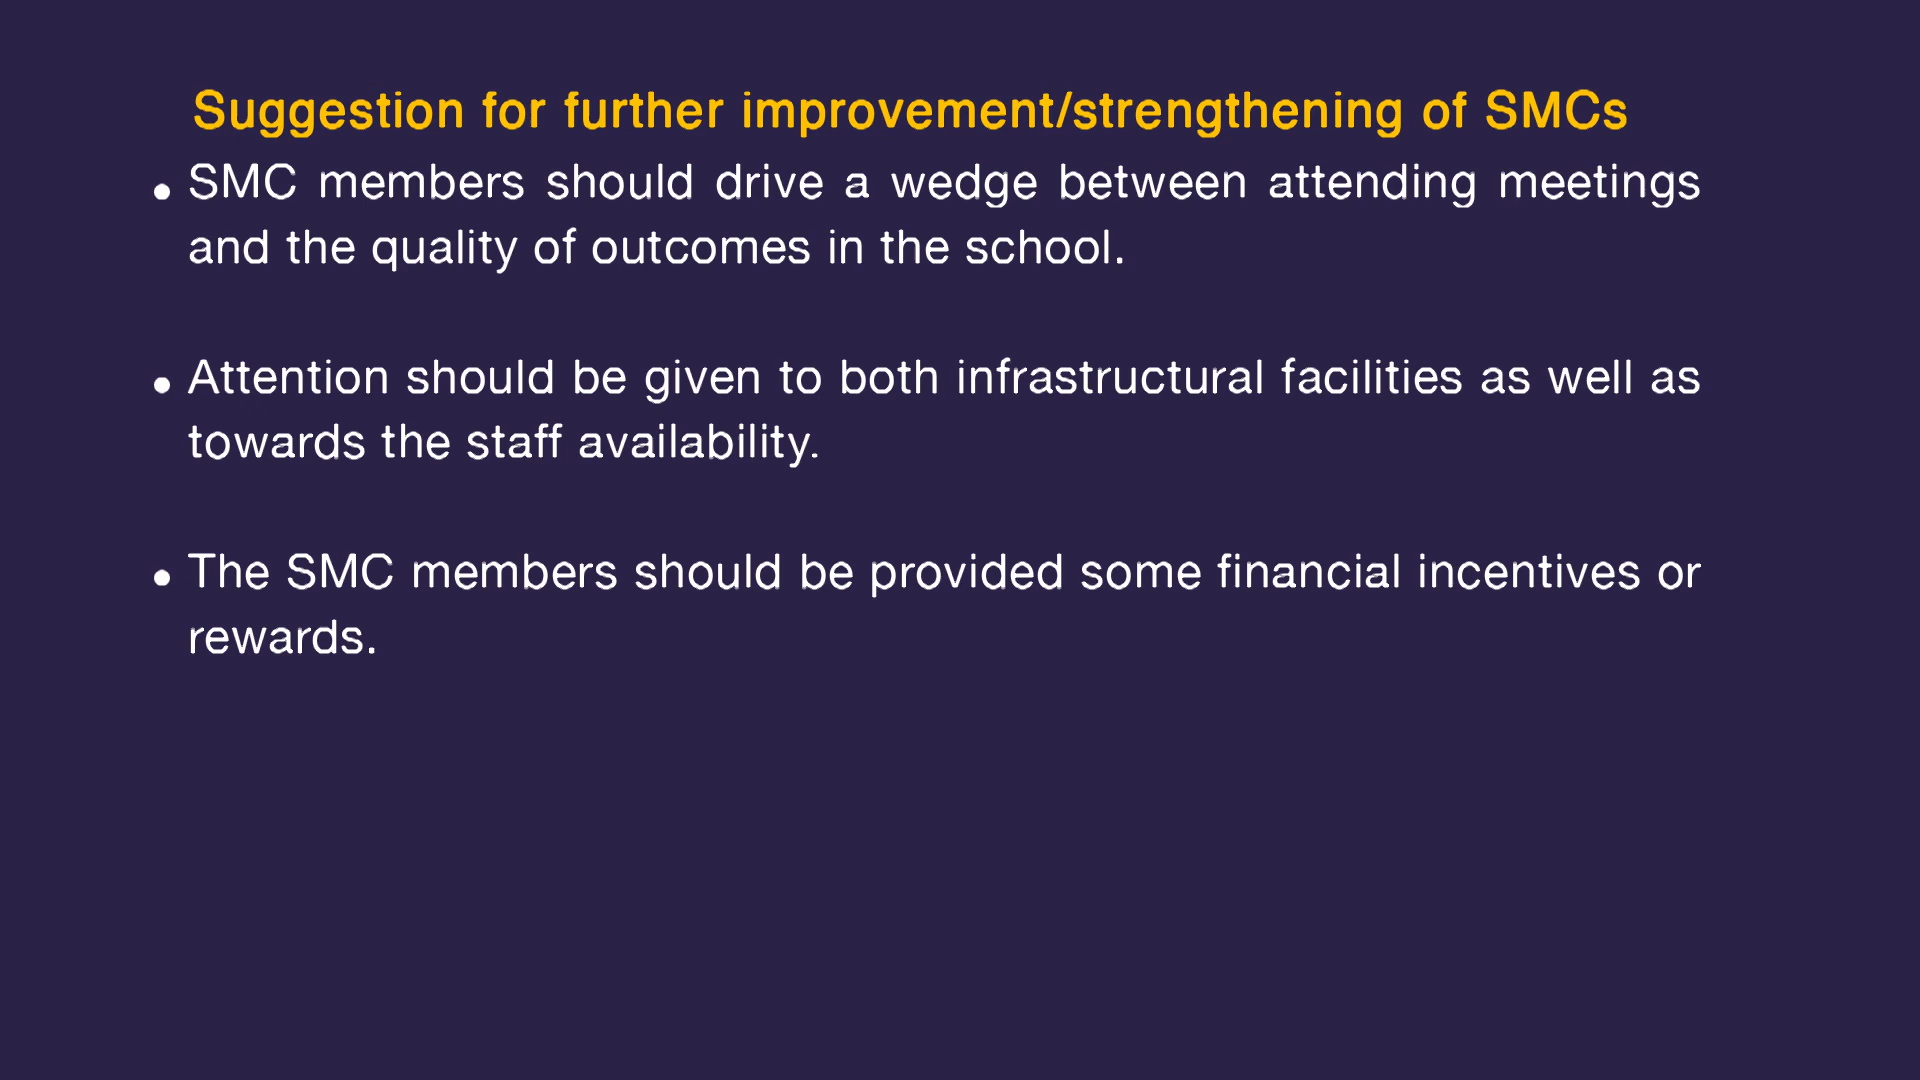 Suggestion for further improvement/strengthening of SMCs
• SMC members should drive a wedge between attending meetings
and the quality of outcomes in the school.
• Attention should be given to both infrastructural facilities as well as
towards the staff availability.
• The SMC members should be provided some financial incentives or
rewards.